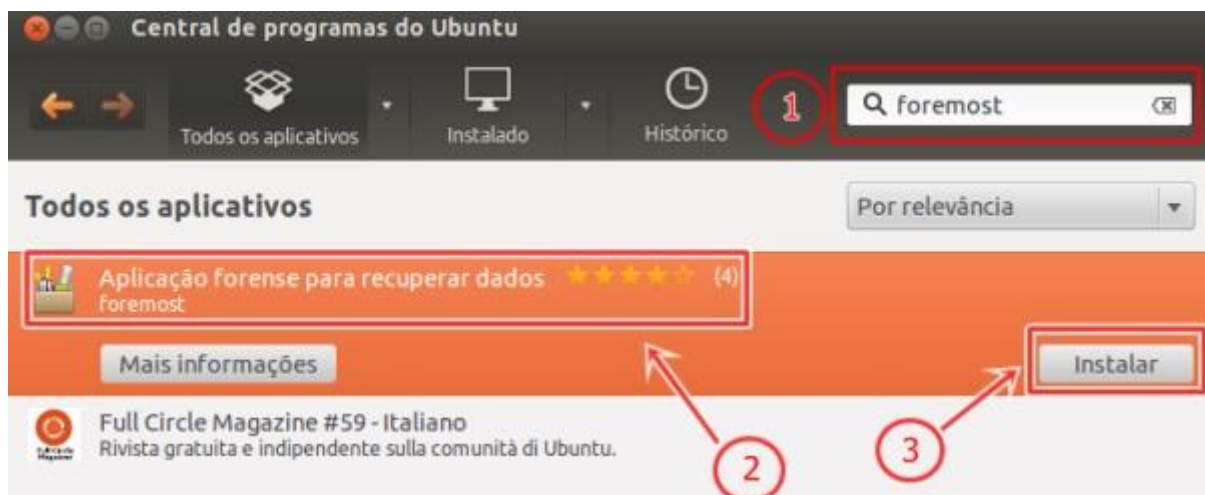 Central de programas do Ubuntu
Todos os aplicativos
Instalado
Histórico
1
foremost
Todos os aplicativos
Por relevância
Aplicação forense para recuperar dados (4)
foremost
Mais informações
Instalar
Full Circle Magazine #59 - Italiano
Rivista gratuita e indipendente sulla comunità di Ubuntu.
2
3